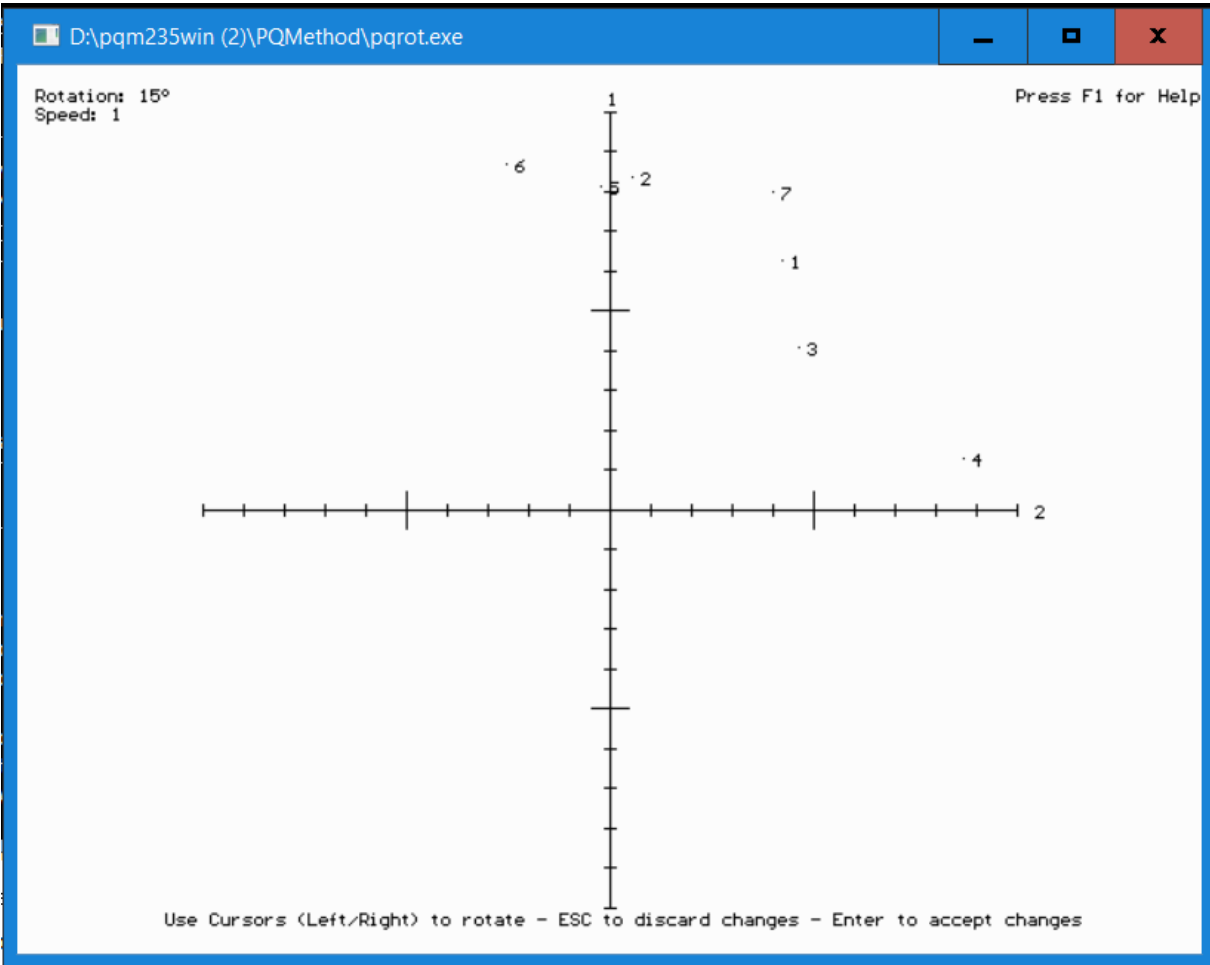 D:\pqm235win (2)\PQMethod\pqrot.exe
Rotation: 15º
Speed: 1
Press F1 for Help
1
6
5
2
7
1
3
4
2
Use Cursors (Left/Right) to rotate - ESC to discard changes - Enter to accept changes